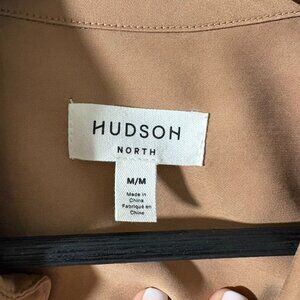 HUDSON
NORTH
M/M
Made in
China
Fabriqué en
Chine